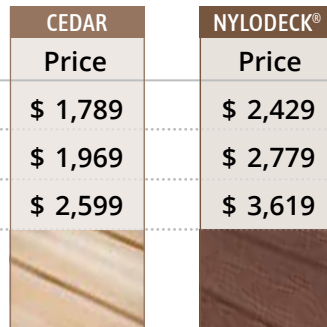 CEDAR NYLODECK®
Price Price
$ 1,789 $ 2,429
$ 1,969 $ 2,779
$ 2,599 $ 3,619